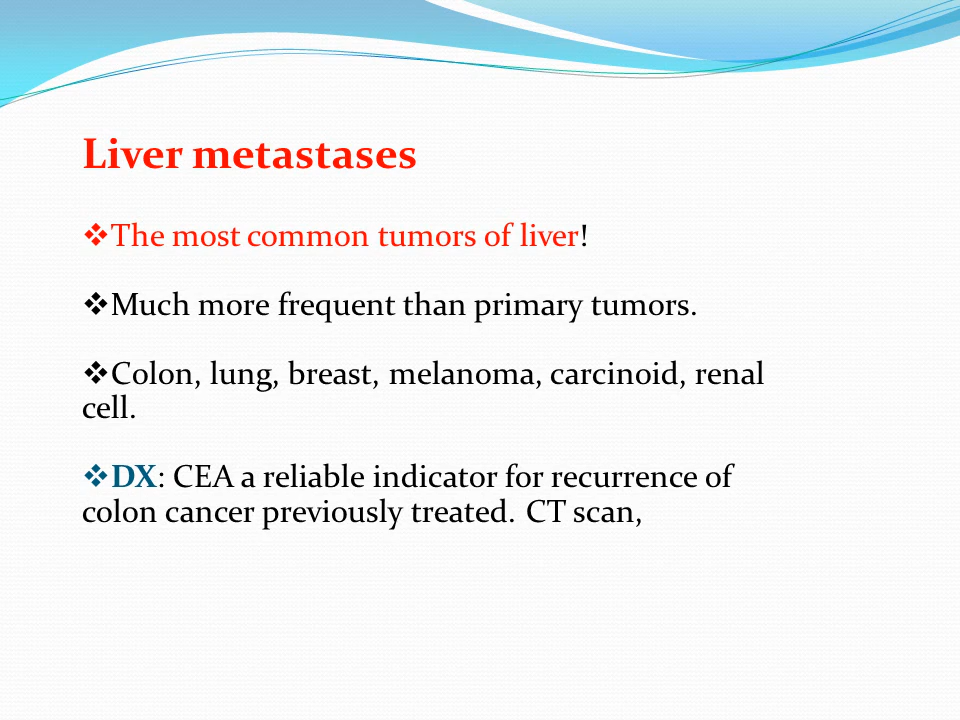 Liver metastases
❖The most common tumors of liver!
❖Much more frequent than primary tumors.
❖Colon, lung, breast, melanoma, carcinoid, renal
cell.
❖DX: CEA a reliable indicator for recurrence of
colon cancer previously treated. CT scan,